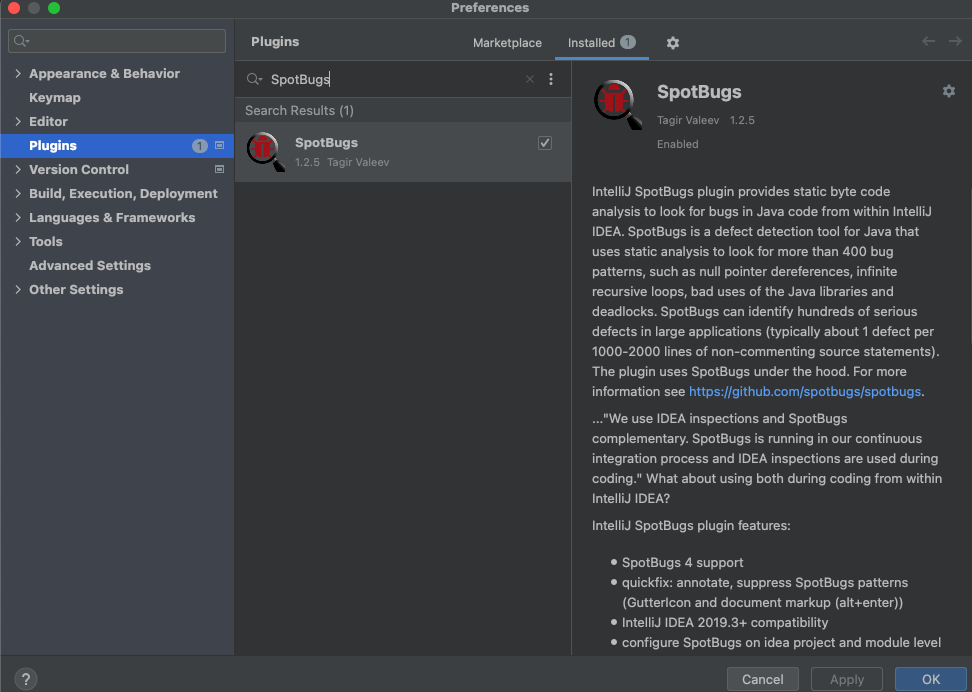 Preferences
Appearance & Behavior
Keymap
Editor
Plugins 1
Version Control
Build, Execution, Deployment
Languages & Frameworks
Tools
Advanced Settings
Other Settings
Plugins
Marketplace
Installed 1
SpotBugs
Search Results (1)
SpotBugs
1.2.5 Tagir Valeev
SpotBugs
Tagir Valeev 1.2.5
Enabled
IntelliJ SpotBugs plugin provides static byte code
analysis to look for bugs in Java code from within IntelliJ
IDEA. SpotBugs is a defect detection tool for Java that
uses static analysis to look for more than 400 bug
patterns, such as null pointer dereferences, infinite
recursive loops, bad uses of the Java libraries and
deadlocks. SpotBugs can identify hundreds of serious
defects in large applications (typically about 1 defect per
1000-2000 lines of non-commenting source statements).
The plugin uses SpotBugs under the hood. For more
information see https://github.com/spotbugs/spotbugs.
..."We use IDEA inspections and SpotBugs
complementary. SpotBugs is running in our continuous
integration process and IDEA inspections are used during
coding." What about using both during coding from within
IntelliJ IDEA?
IntelliJ SpotBugs plugin features:
• SpotBugs 4 support
• quickfix: annotate, suppress SpotBugs patterns
(GutterIcon and document markup (alt+enter))
• IntelliJ IDEA 2019.3+ compatibility
• configure SpotBugs on idea project and module level
?
Cancel
Apply
OK